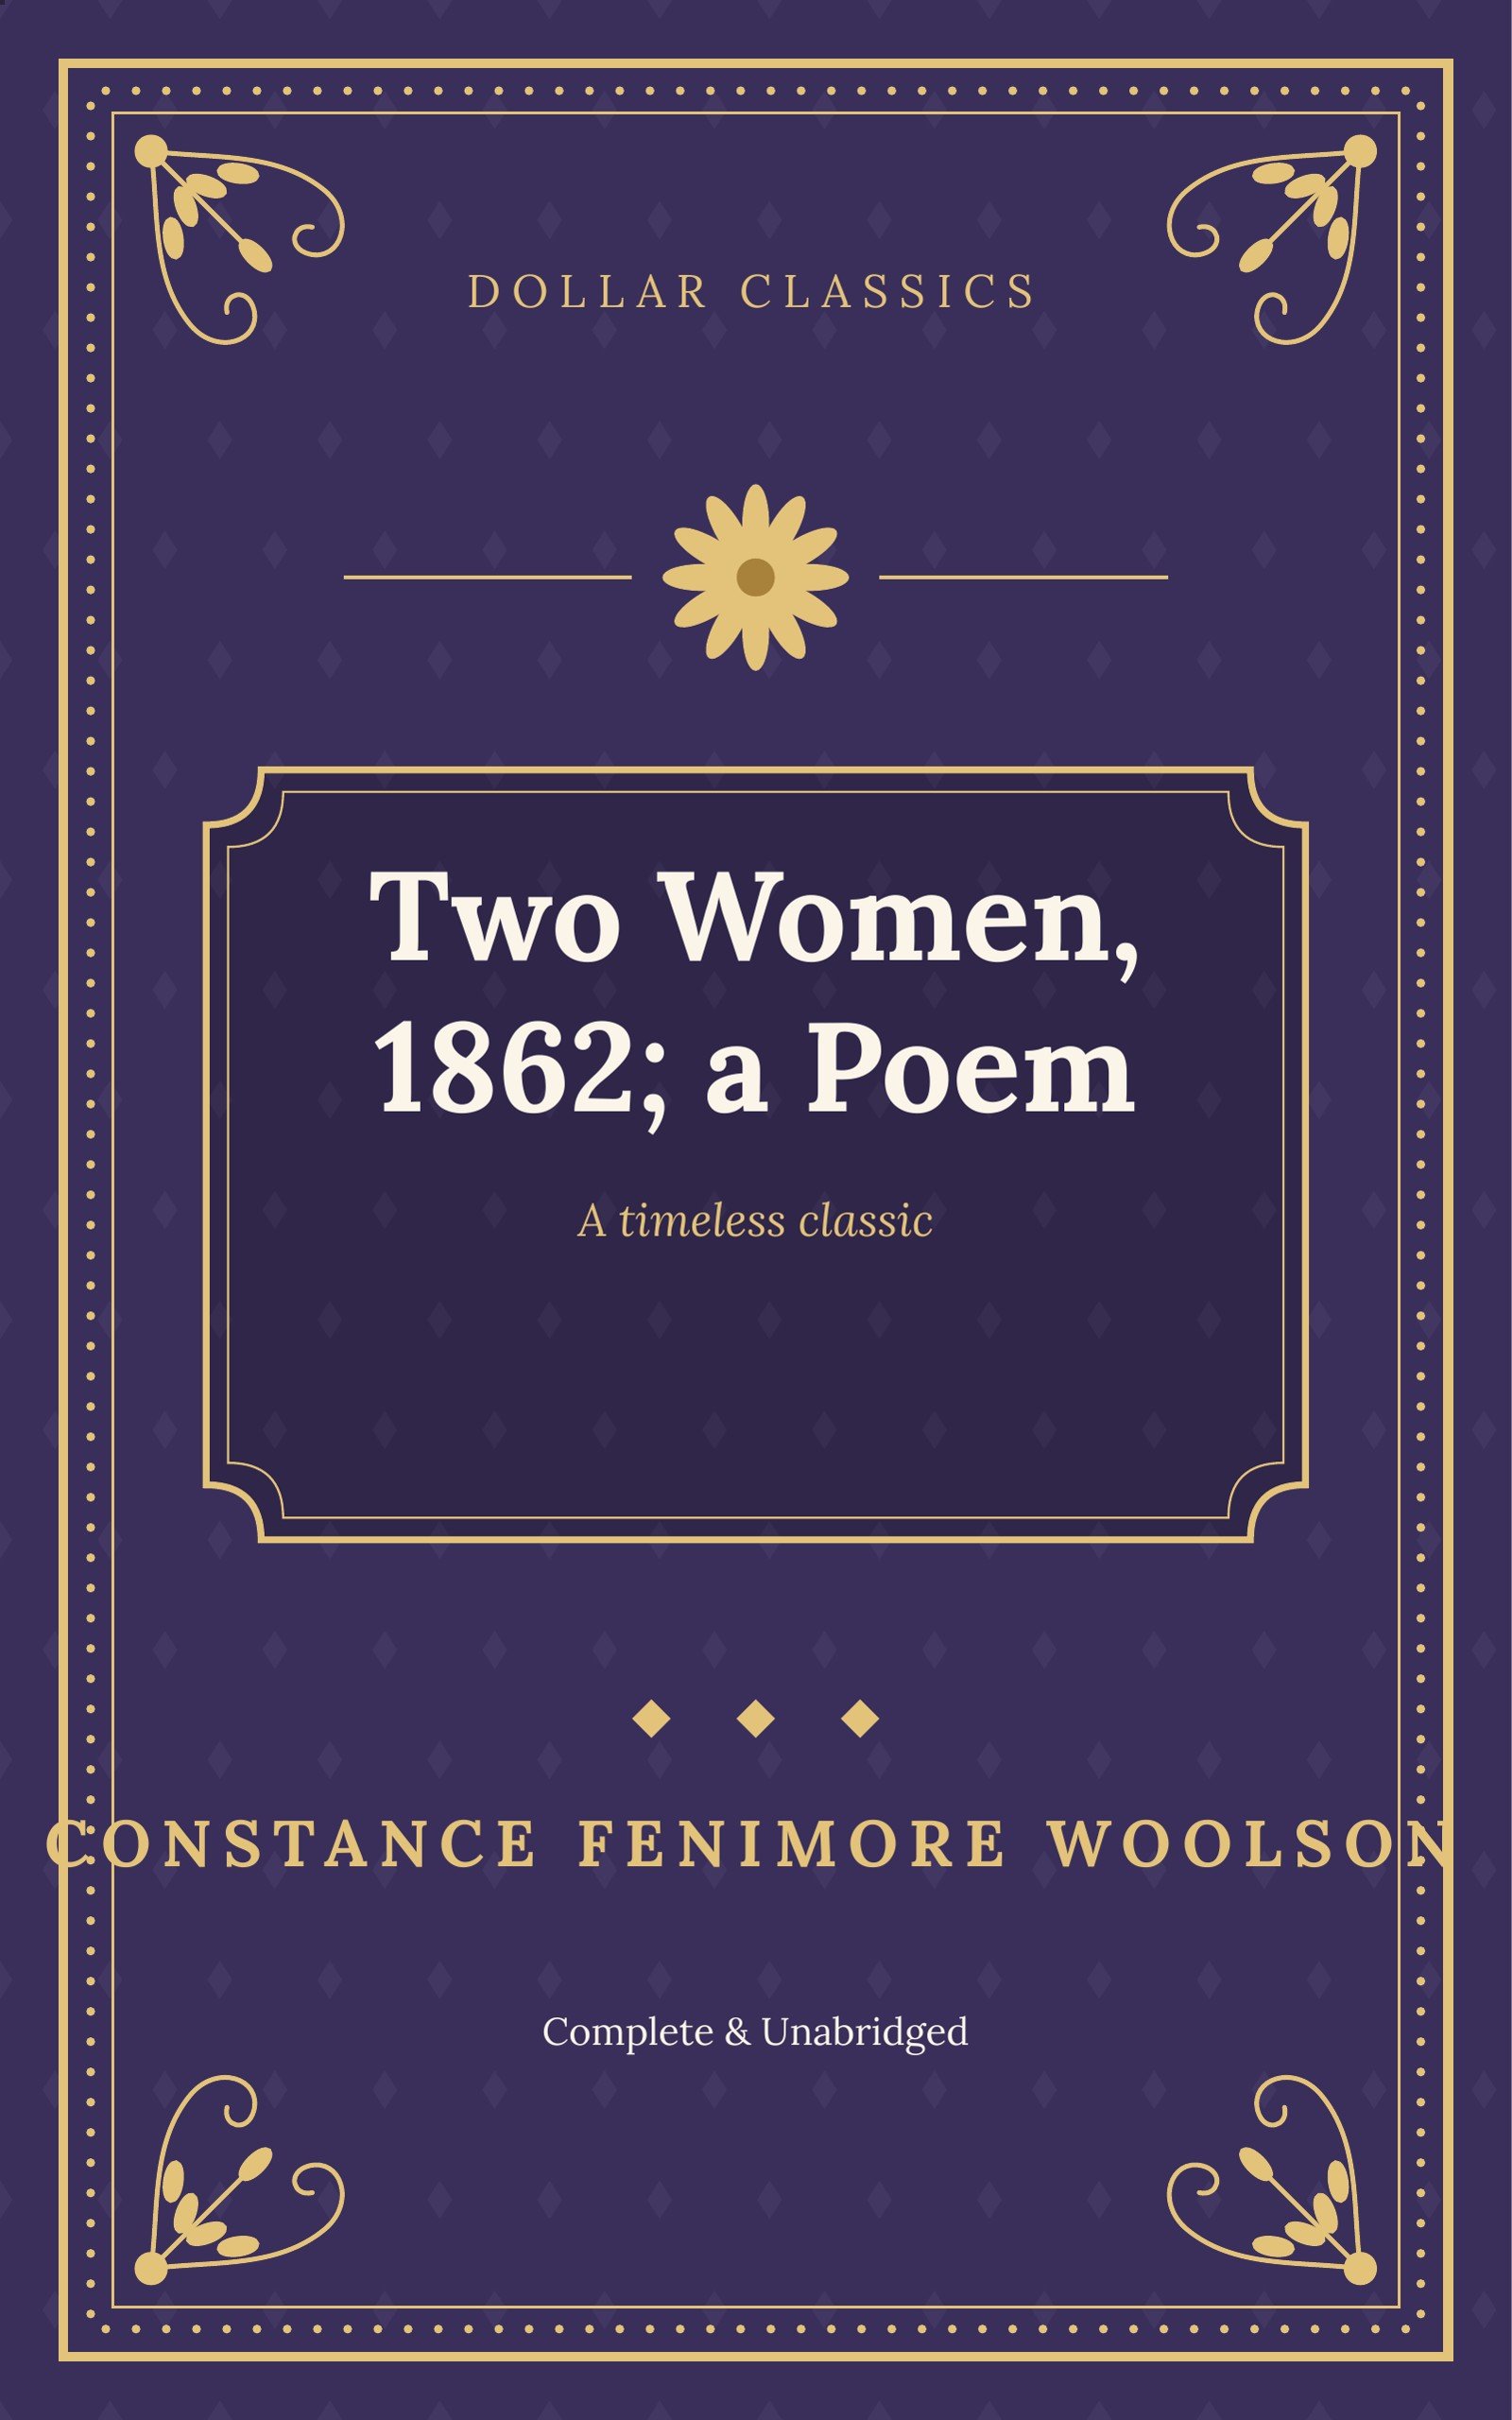 DOLLAR CLASSICS
Two Women,
1862; a Poem
A timeless classic
CONSTANCE FENIMORE WOOLSON
Complete & Unabridged